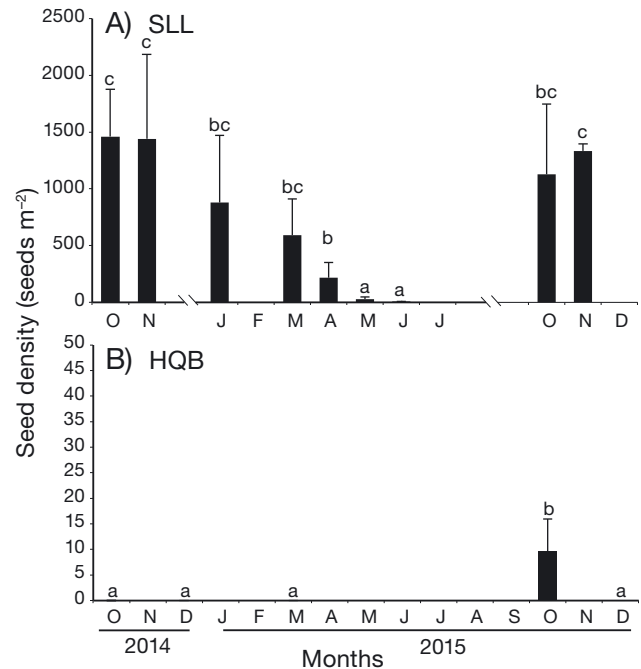 A) SLL
2500
2000
1500
1000
500
0
c c bc bc b a a bc c
O N J F M A M J J O N D
Seed density (seeds m⁻²)
B) HQB
50
45
40
35
30
25
20
15
10
5
0
a a a b a
O N D J F M A M J J A S O N D
2014 2015
Months